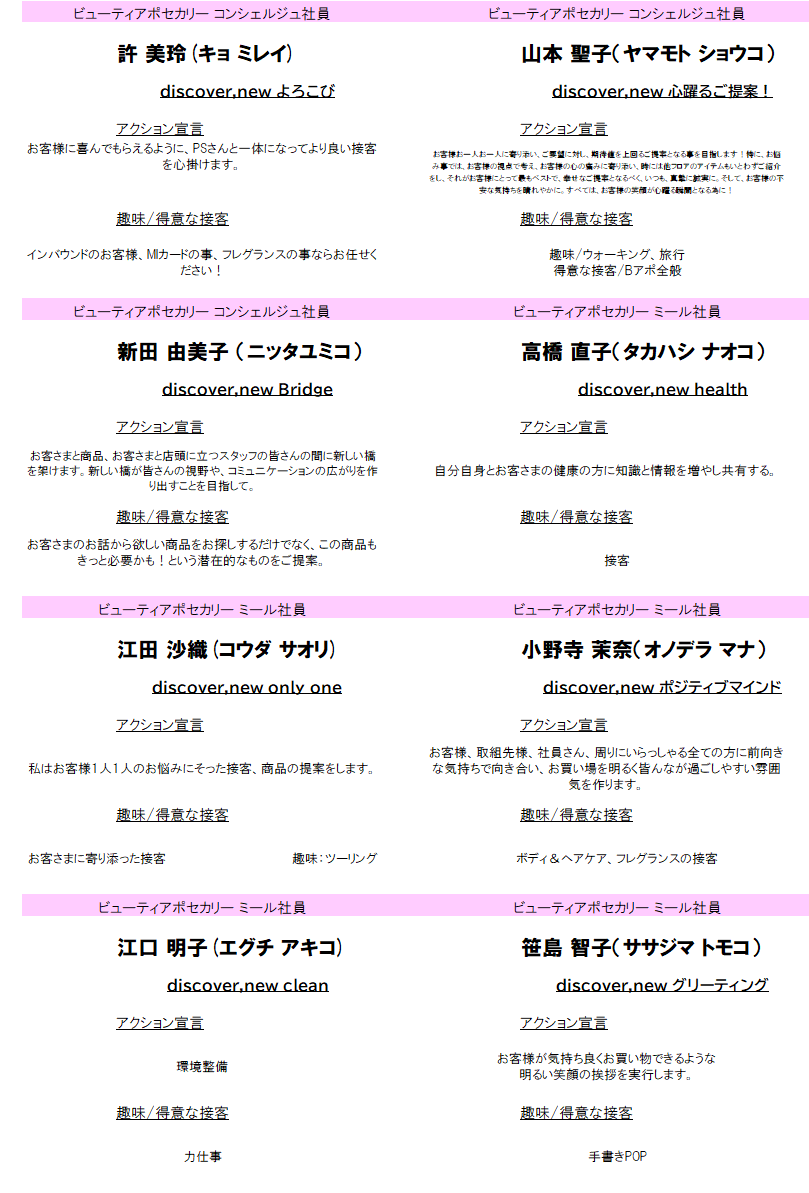 ビューティアポセカリー コンシェルジュ社員
許 美玲(キョ ミレイ)
discover,new よろこび
アクション宣言
お客様に喜んでもらえるように、PSさんと一体になってより良い接客
を心掛けます。
趣味/得意な接客
インバウンドのお客様、MIカードの事、フレグランスの事ならお任せく
ださい！
ビューティアポセカリー コンシェルジュ社員
山本 聖子(ヤマモト ショウコ)
discover,new 心躍るご提案！
アクション宣言
お客様お一人お一人に寄り添い、ご要望に対し、期待値を上回るご提案となる事を目指します！特に、お悩
み事では、お客様の視点で考え、お客様の心の痛みに寄り添い、時には他フロアのアイテムもいとわずご紹介
をし、それがお客様にとって最もベストで、幸せなご提案となるべく、いつも、真摯に誠実に。そして、お客様の不
安な気持ちを晴れやかに。すべては、お客様の笑顔が心躍る瞬間となる為に！
趣味/得意な接客
趣味/ウォーキング、旅行
得意な接客/Bアポ全般
ビューティアポセカリー コンシェルジュ社員
新田 由美子 (ニッタユミコ)
discover,new Bridge
アクション宣言
お客さまと商品、お客さまと店頭に立つスタッフの皆さんの間に新しい橋
を架けます。新しい橋が皆さんの視野や、コミュニケーションの広がりを作
り出すことを目指して。
趣味/得意な接客
お客さまのお話から欲しい商品をお探しするだけでなく、この商品も
きっと必要かも！という潜在的なものをご提案。
ビューティアポセカリー ミール社員
高橋 直子(タカハシ ナオコ)
discover,new health
アクション宣言
自分自身とお客さまの健康の方に知識と情報を増やし共有する。
趣味/得意な接客
接客
ビューティアポセカリー ミール社員
江田 沙織(コウダ サオリ)
discover,new only one
アクション宣言
私はお客様1人1人のお悩みにそった接客、商品の提案をします。
趣味/得意な接客
お客さまに寄り添った接客 趣味：ツーリング
ビューティアポセカリー ミール社員
小野寺 茉奈(オノデラ マナ)
discover,new ポジティブマインド
アクション宣言
お客様、取組先様、社員さん、周りにいらっしゃる全ての方に前向き
な気持ちで向き合い、お買い場を明るく皆んなが過ごしやすい雰囲
気を作ります。
趣味/得意な接客
ボディ＆ヘアケア、フレグランスの接客
ビューティアポセカリー ミール社員
江口 明子(エグチ アキコ)
discover,new clean
アクション宣言
環境整備
趣味/得意な接客
力仕事
ビューティアポセカリー ミール社員
笹島 智子(ササジマ トモコ)
discover,new グリーティング
アクション宣言
お客様が気持ち良くお買い物できるような
明るい笑顔の挨拶を実行します。
趣味/得意な接客
手書きPOP